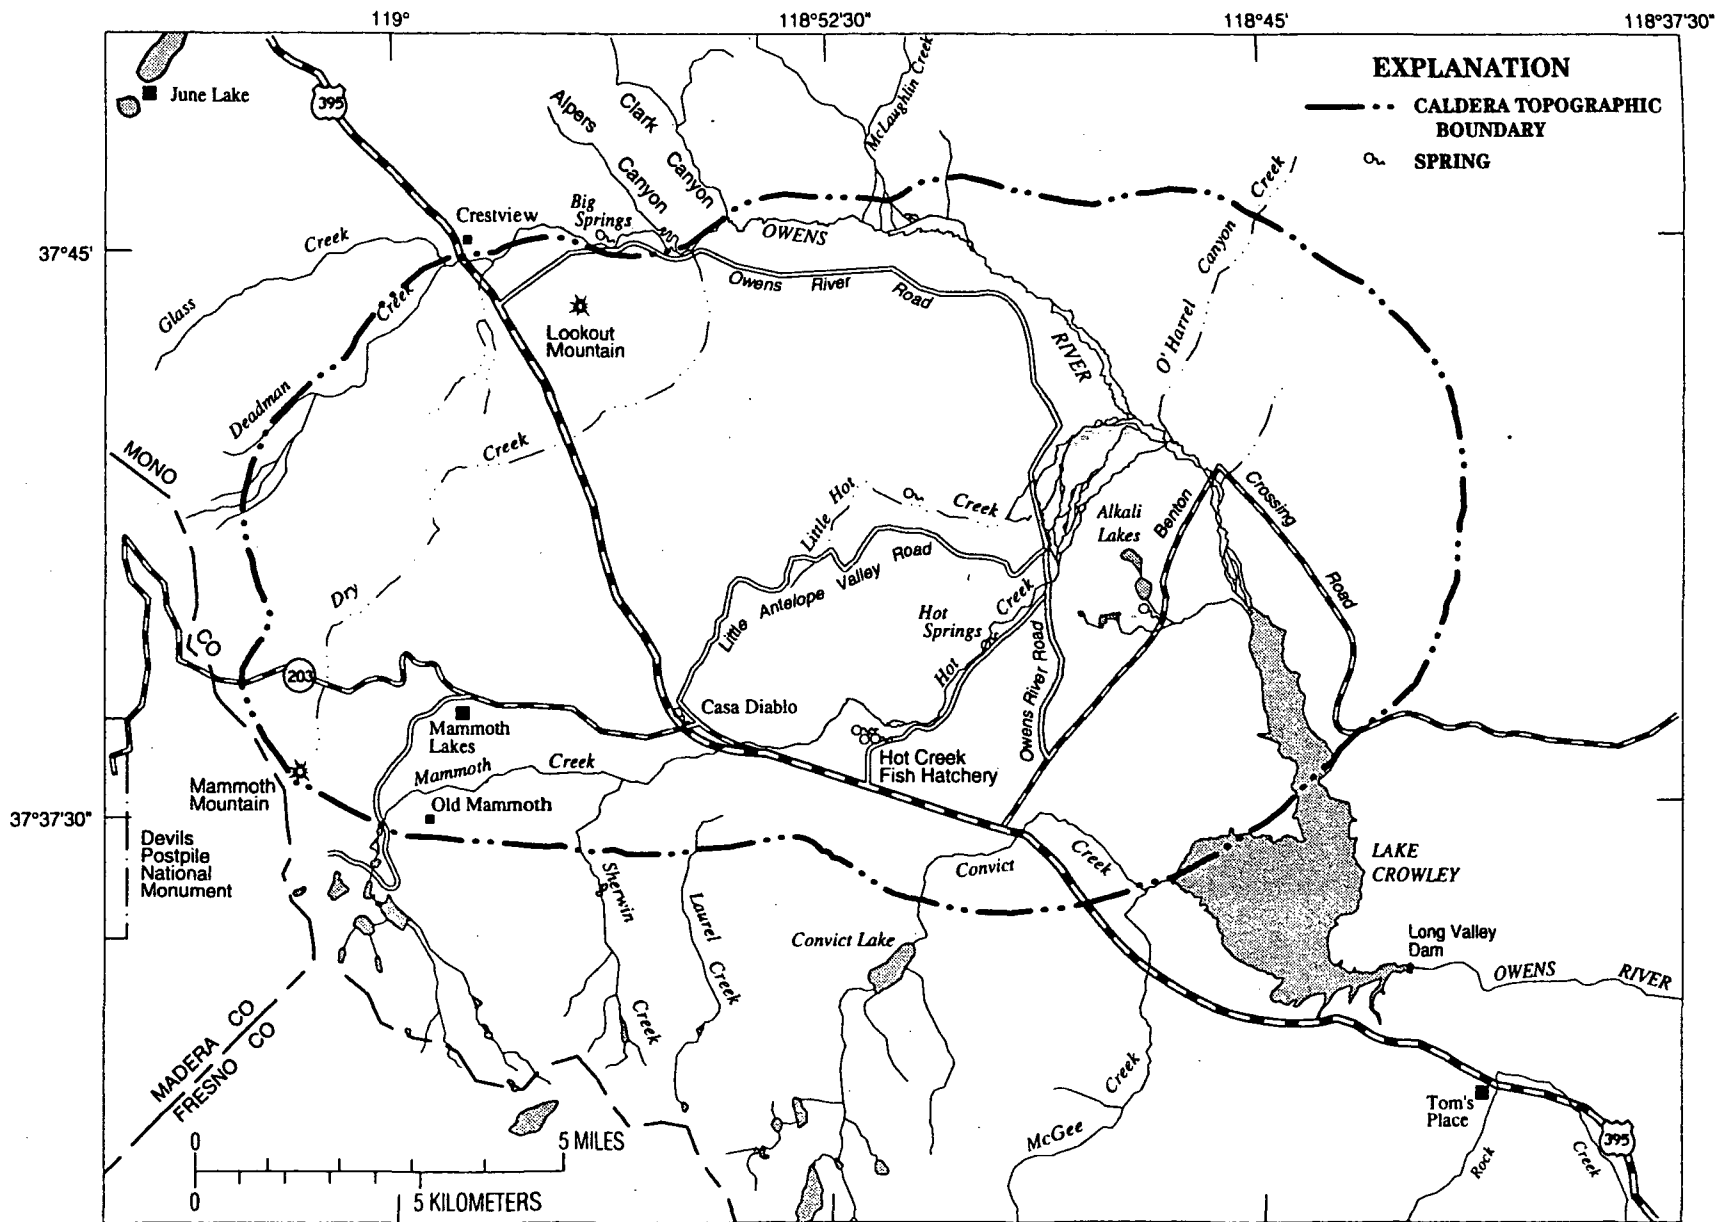 119°
118°52'30"
118°45'
118°37'30"
EXPLANATION
CALDERA TOPOGRAPHIC
BOUNDARY
SPRING
June Lake
395
Alpers
Canyon
Clark
Canyon
McLaughlin Creek
Creek
Canyon
O' Harrel
Big
Springs
Crestview
OWENS
RIVER
37°45'
Glass
Creek
Deadman
Creek
Owens River Road
Lookout
Mountain
MONO
CO
Dry
Creek
Little Hot
Creek
Little Antelope Valley Road
Alkali
Lakes
Benton
Crossing
Road
Hot
Springs
Hot
Creek
Owens River Road
203
Casa Diablo
Mammoth
Lakes
Mammoth
Creek
Hot Creek
Fish Hatchery
Mammoth
Mountain
Old Mammoth
37°37'30"
Devils
Postpile
National
Monument
Convict
Creek
LAKE
CROWLEY
Sherwin
Creek
Laurel
Creek
Convict Lake
Long Valley
Dam
OWENS
RIVER
MADERA CO
FRESNO CO
McGee
Creek
Tom's
Place
395
Rock
Creek
0
5 MILES
0
5 KILOMETERS